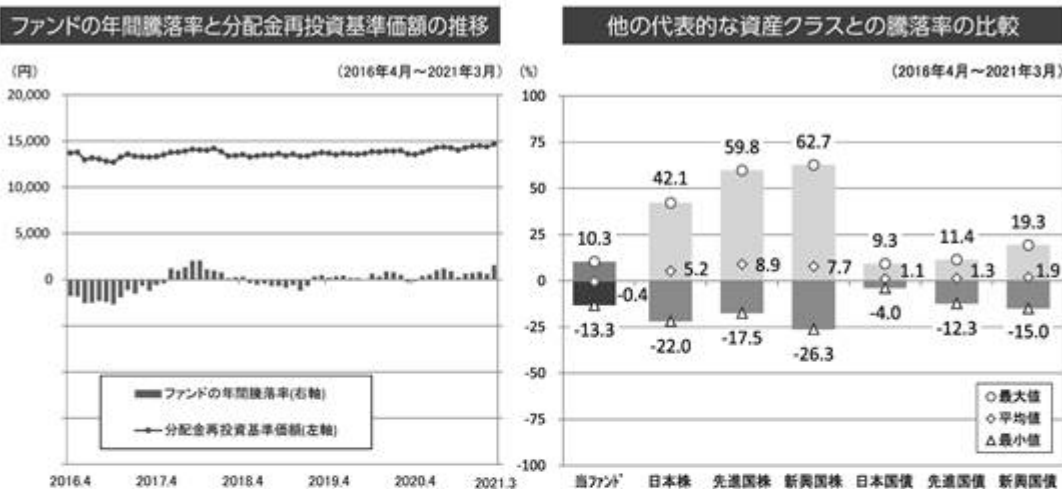 ファンドの年間騰落率と分配金再投資基準価額の推移
(円)
(2016年4月～2021年3月)
20,000
15,000
10,000
5,000
0
ファンドの年間騰落率(右軸)
分配金再投資基準価額(左軸)
2016.4
2017.4
2018.4
2019.4
2020.4
2021.3
他の代表的な資産クラスとの騰落率の比較
(%)
(2016年4月～2021年3月)
100
75
50
25
0
-25
-50
-75
-100
10.3
42.1
59.8
62.7
9.3
11.4
19.3
-0.4
5.2
8.9
7.7
1.1
1.3
1.9
-13.3
-22.0
-17.5
-26.3
-4.0
-12.3
-15.0
最大値
平均値
最小値
当ファンド
日本株
先進国株
新興国株
日本国債
先進国債
新興国債